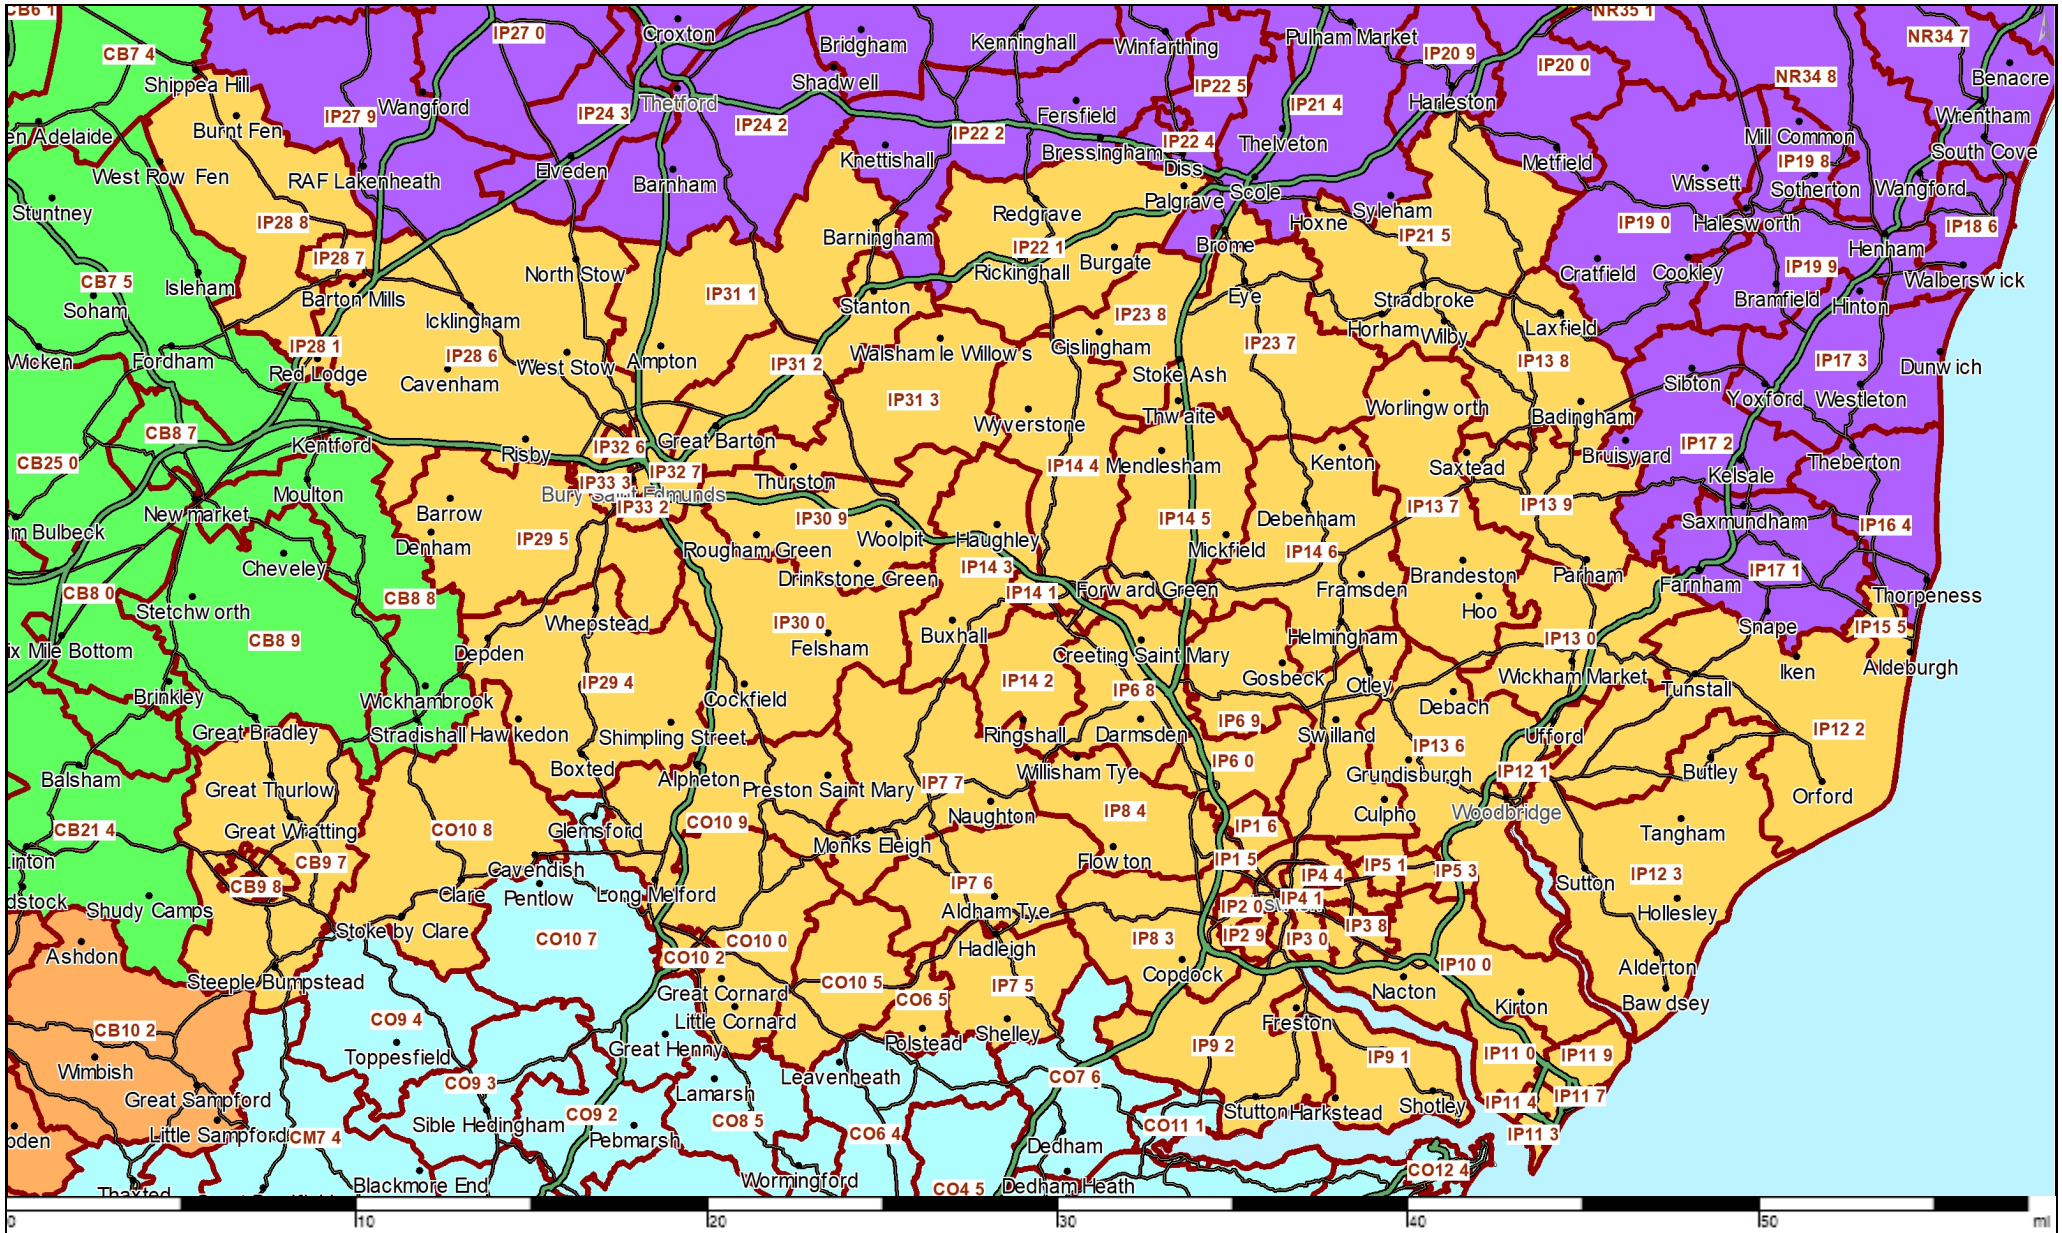 CB6 1
NR35 1
Croxton
IP27 0
Pulham Market
NR34 7
Kenninghall
Bridgham
Winfarthing
IP20 9
CB7 4
IP20 0
NR34 8
Benacre
Shippea Hill
Shadwell
IP22 5
Thetford
IP21 4
Harleston
Wangford
IP24 3
IP27 9
Fersfield
Wrentham
IP24 2
Burnt Fen
IP22 2
en Adelaide
Mill Common
IP22 4
Thelveton
Bressingham
South Cove
Knettishall
IP19 8
Metfield
Diss
Elveden
West Row Fen
RAF Lakenheath
Barnham
Wissett
Sotherton
Wangford
Scole
Palgrave
Stuntney
Redgrave
Syleham
IP28 8
Hoxne
IP19 0
Halesworth
IP18 6
Barningham
IP21 5
IP22 1
Brome
Henham
IP28 7
Burgate
North Stow
Rickinghall
Cratfield
Cookley
IP19 9
CB7 5
Isleham
Walberswick
Barton Mills
IP31 1
Eye
Stradbroke
Bramfield
Hinton
Soham
Stanton
IP23 8
Icklingham
Horham
Wilby
Laxfield
IP28 1
IP23 7
Gislingham
Wicken
Fordham
IP28 6
Walsham le Willows
West Stow
Ampton
IP31 2
IP13 8
IP17 3
Dunwich
Red Lodge
Cavenham
Stoke Ash
Sibton
IP31 3
Yoxford
Westleton
Worlingworth
Thwaite
Badingham
Wyverstone
CB8 7
Kentford
Risby
IP32 6
Great Barton
IP17 2
CB25 0
IP32 7
IP14 4
Mendlesham
Kenton
Saxtead
Bruisyard
Theberton
Kelsale
IP33 3
Thurston
Moulton
Bury Saint Edmunds
IP33 2
Newmarket
Barrow
IP30 9
IP14 5
Debenham
IP13 7
IP13 9
Saxmundham
IP16 4
m Bulbeck
Denham
IP29 5
Rougham Green
Woolpit
Haughley
Mickfield
IP14 6
Cheveley
IP14 3
Drinkstone Green
Brandeston
Parham
IP17 1
Farnham
CB8 0
CB8 8
IP14 1
Forward Green
Framsden
Thorpeness
Stetchworth
Hoo
Whepstead
IP30 0
Buxhall
Helmingham
IP13 0
Snape
IP15 5
CB8 9
Felsham
ix Mile Bottom
Depden
Creeting Saint Mary
Iken
Aldeburgh
Gosbeck
Otley
Wickham Market
Tunstall
IP29 4
IP14 2
IP6 8
Brinkley
Wickhambrook
Cockfield
Debach
IP6 9
IP12 2
Great Bradley
Stradishall
Hawkedon
Shimpling Street
Ringshall
Darmsden
Swilland
Ufford
IP13 6
IP6 0
Boxted
Willisham Tye
Grundisburgh
IP12 1
Butley
Balsham
Alpheton
IP7 7
Great Thurlow
Preston Saint Mary
Orford
Naughton
IP8 4
Culpho
Woodbridge
CB21 4
Great Wratting
CO10 8
Glemsford
CO10 9
IP1 6
Tangham
Monks Eleigh
Linton
CB9 7
Flowton
IP1 5
Cavendish
IP5 1
IP5 3
IP4 4
IP12 3
CB9 8
IP7 6
Sutton
dstock
Clare
Pentlow
Long Melford
IP4 1
IP2 0
Shudy Camps
Aldham Tye
Hollesley
IP3 8
Stoke by Clare
CO10 7
CO10 0
IP8 3
IP2 9
IP3 0
Ashdon
Hadleigh
CO10 2
IP10 0
Alderton
Copdock
Steeple Bumpstead
CO10 5
IP7 5
Great Cornard
CO6 5
Nacton
Bawdsey
Kirton
CO9 4
Little Cornard
Freston
CB10 2
Shelley
Polstead
Great Henny
IP9 2
Toppesfield
IP9 1
IP11 0
IP11 9
Wimbish
CO9 3
Leavenheath
CO7 6
Lamarsh
IP11 7
Great Sampford
IP11 4
Shotley
CO9 2
Stutton
Harkstead
CO8 5
Sible Hedingham
CO11 1
Little Sampford
CM7 4
CO6 4
IP11 3
Pebmarsh
Dedham
CO12 4
Wormingford
Blackmore End
CO4 5
Dedham Heath
Thaxted
0
10
20
30
40
50
mi